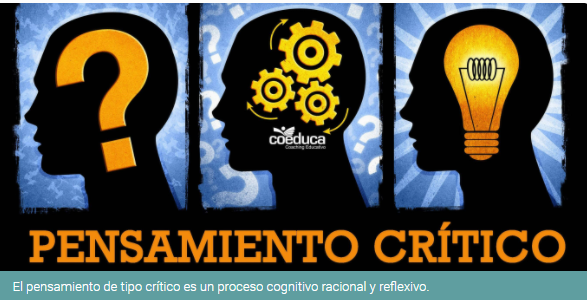 ?
coeduca
Coaching Educativo
PENSAMIENTO CRÍTICO
El pensamiento de tipo crítico es un proceso cognitivo racional y reflexivo.